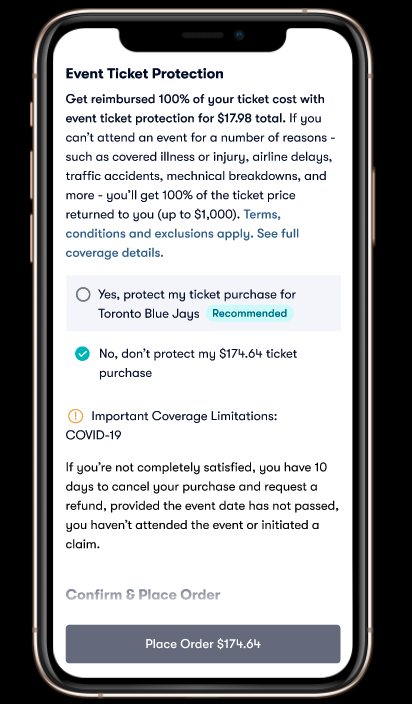 Event Ticket Protection
Get reimbursed 100% of your ticket cost with
event ticket protection for $17.98 total. If you
can't attend an event for a number of reasons -
such as covered illness or injury, airline delays,
traffic accidents, mechnical breakdowns, and
more - you'll get 100% of the ticket price
returned to you (up to $1,000). Terms,
conditions and exclusions apply. See full
coverage details.
Yes, protect my ticket purchase for
Toronto Blue Jays Recommended
No, don't protect my $174.64 ticket
purchase
! Important Coverage Limitations:
COVID-19
If you're not completely satisfied, you have 10
days to cancel your purchase and request a
refund, provided the event date has not passed,
you haven't attended the event or initiated a
claim.
Confirm & Place Order
Place Order $174.64